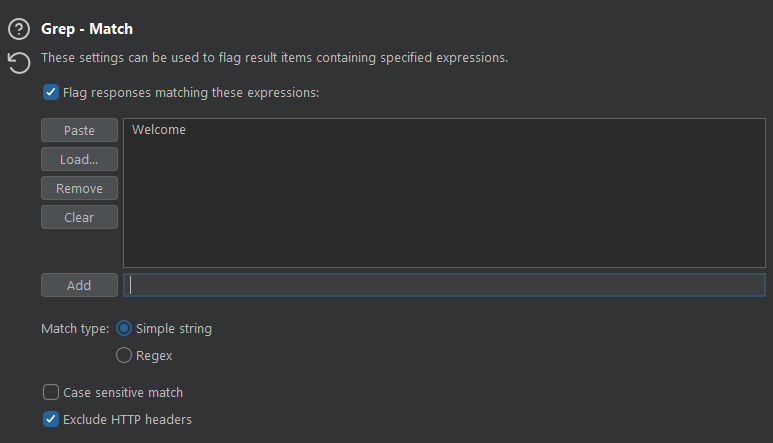 Grep - Match
These settings can be used to flag result items containing specified expressions.
Flag responses matching these expressions:
Paste
Welcome
Load...
Remove
Clear
Add
Match type: Simple string
Regex
Case sensitive match
Exclude HTTP headers